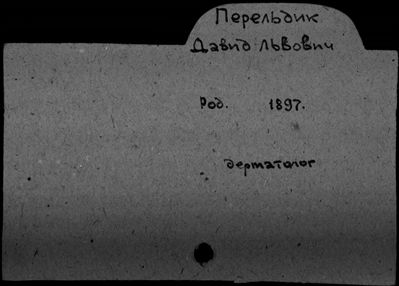 Перельдик
Давид Львович
Род. 1897.
дерматолог